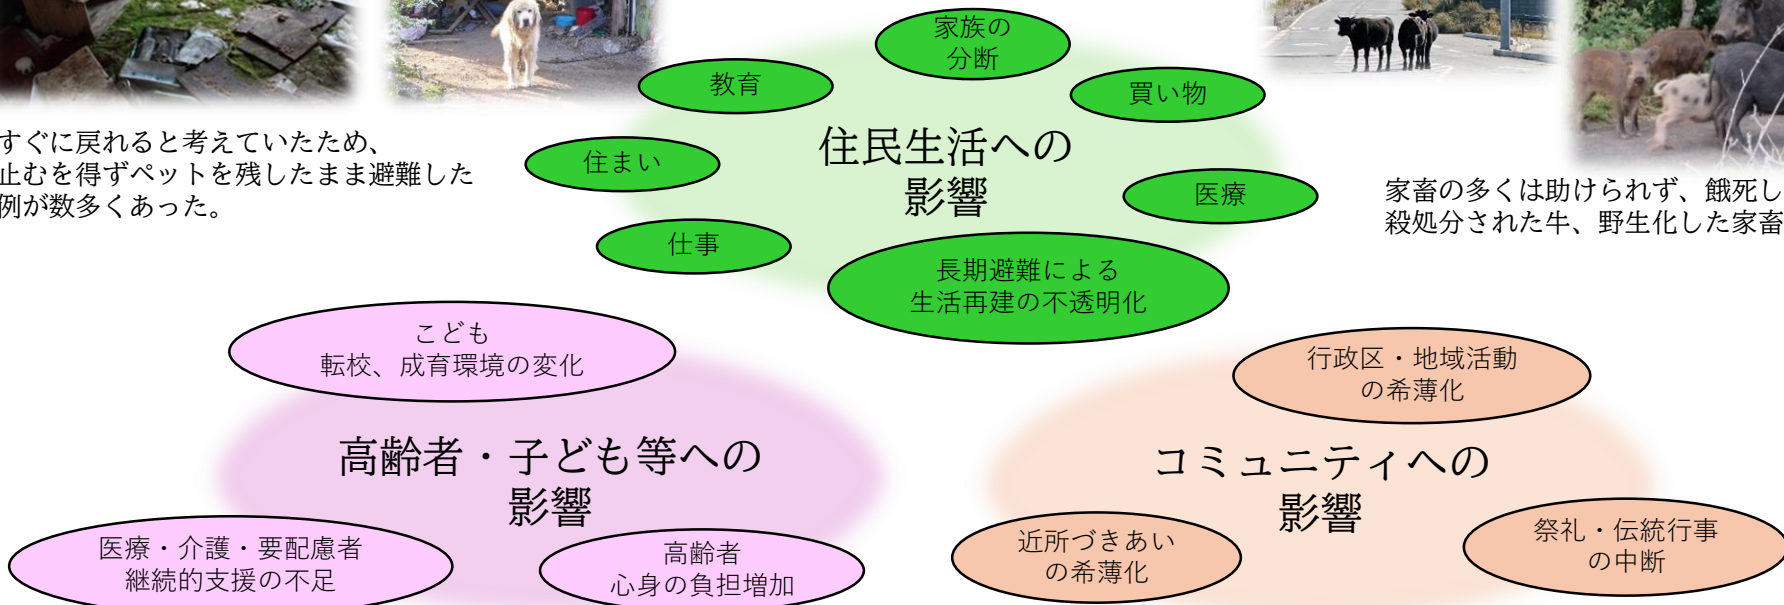 すぐに戻れると考えていたため、
止むを得ずペットを残したまま避難した
例が数多くあった。
家族の
分断
教育
買い物
住まい
住民生活への
影響
医療
仕事
長期避難による
生活再建の不透明化
家畜の多くは助けられず、餓死し
殺処分された牛、野生化した家畜
こども
転校、成育環境の変化
高齢者・子ども等への
影響
医療・介護・要配慮者
継続的支援の不足
高齢者
心身の負担増加
行政区・地域活動
の希薄化
コミュニティへの
影響
近所づきあい
の希薄化
祭礼・伝統行事
の中断